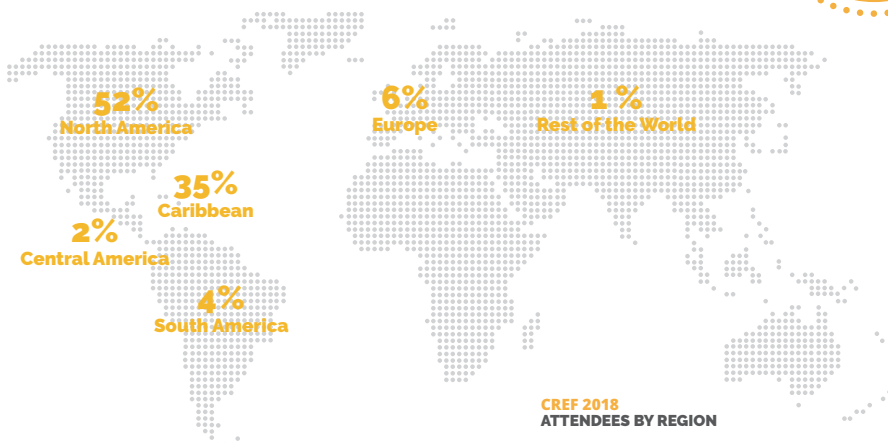 52%
North America
6%
Europe
1 %
Rest of the World
35%
Caribbean
2%
Central America
4%
South America
CREF 2018
ATTENDEES BY REGION